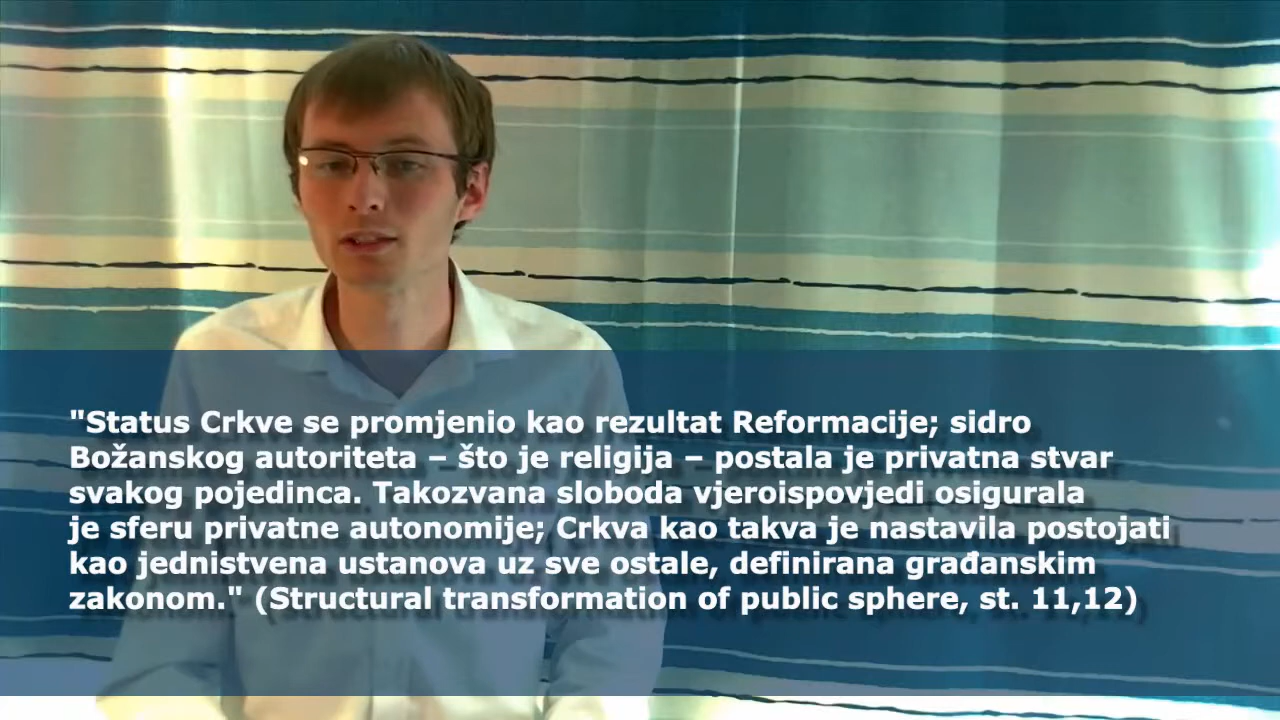 "Status Crkve se promjenio kao rezultat Reformacije; sidro
Božanskog autoriteta – što je religija – postala je privatna stvar
svakog pojedinca. Takozvana sloboda vjeroispovjedi osigurala
je sferu privatne autonomije; Crkva kao takva je nastavila postojati
kao jednistvena ustanova uz sve ostale, definirana građanskim
zakonom." (Structural transformation of public sphere, st. 11,12)